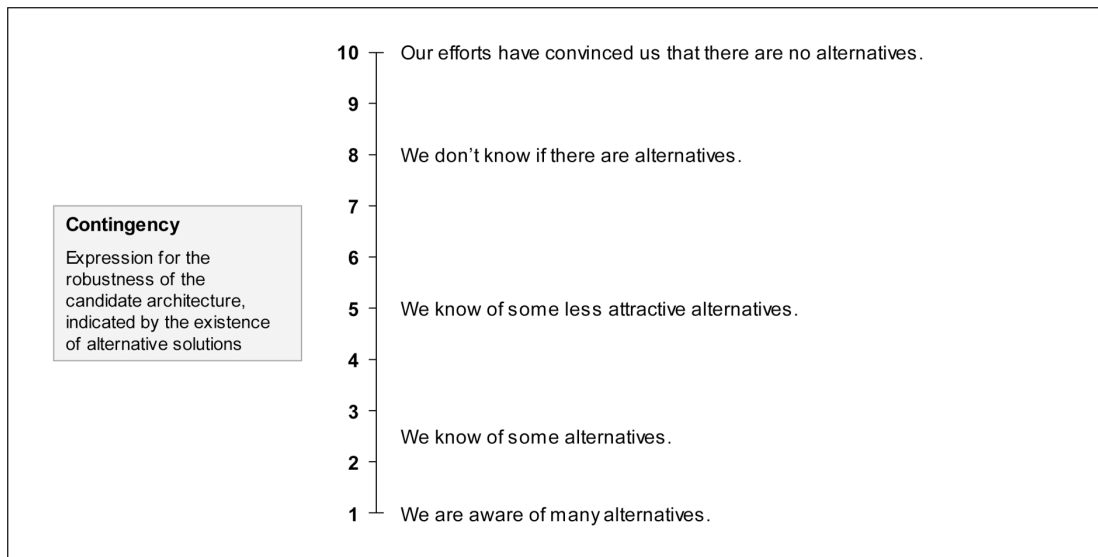 10 Our efforts have convinced us that there are no alternatives.
9
8 We don’t know if there are alternatives.
7
Contingency
Expression for the
robustness of the
candidate architecture,
indicated by the existence
of alternative solutions
6
5 We know of some less attractive alternatives.
4
3
We know of some alternatives.
2
1 We are aware of many alternatives.